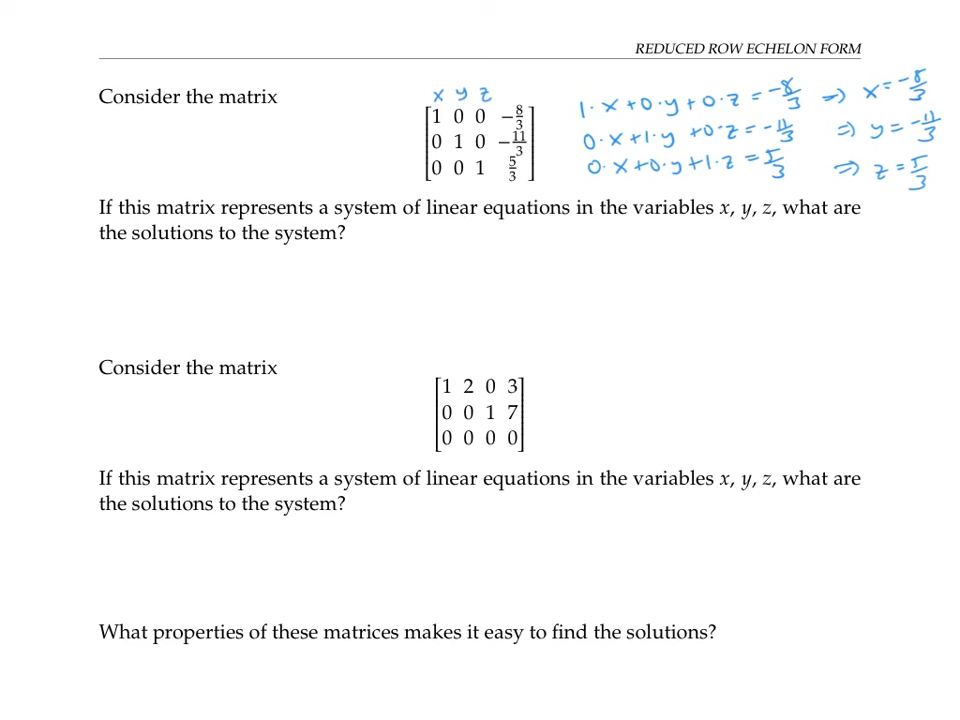 REDUCED ROW ECHELON FORM
Consider the matrix
x y z
1 0 0 −8/3
0 1 0 −11/3
0 0 1 5/3
1·x+0·y+0·z=-8/3 ⇒ x=-8/3
0·x+1·y+0·z=-11/3 ⇒ y=-11/3
0·x+0·y+1·z=5/3 ⇒ z=5/3
If this matrix represents a system of linear equations in the variables x, y, z, what are
the solutions to the system?
Consider the matrix
1 2 0 3
0 0 1 7
0 0 0 0
If this matrix represents a system of linear equations in the variables x, y, z, what are
the solutions to the system?
What properties of these matrices makes it easy to find the solutions?